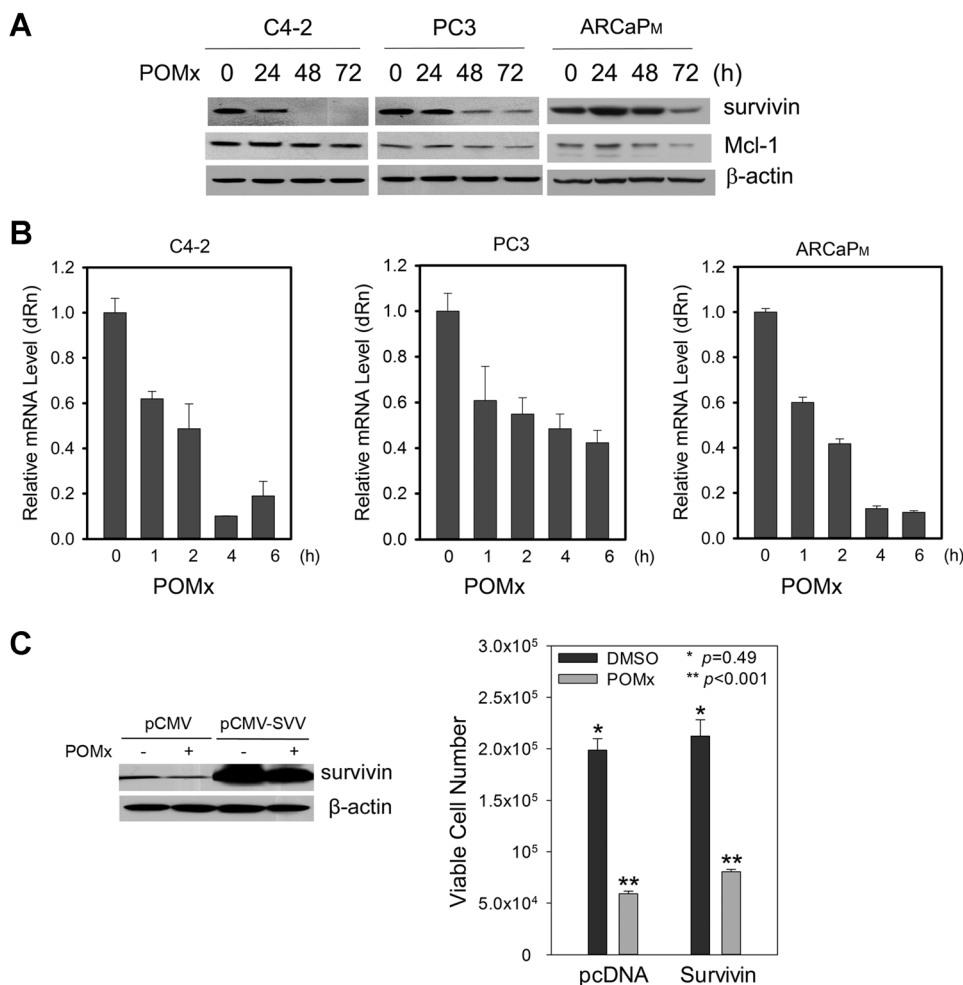 A
C4-2 PC3 ARCaPM
POMx 0 24 48 72 0 24 48 72 0 24 48 72 (h)
survivin
Mcl-1
β-actin
B
C4-2
Relative mRNA Level (dRn)
1.2
1.0
0.8
0.6
0.4
0.2
0.0
0 1 2 4 6 (h)
POMx
PC3
Relative mRNA Level (dRn)
1.2
1.0
0.8
0.6
0.4
0.2
0.0
0 1 2 4 6 (h)
POMx
ARCaPM
Relative mRNA Level (dRn)
1.2
1.0
0.8
0.6
0.4
0.2
0.0
0 1 2 4 6 (h)
POMx
C
pCMV pCMV-SVV
POMx - + - +
survivin
β-actin
Viable Cell Number
3.0x10⁵
2.5x10⁵
2.0x10⁵
1.5x10⁵
10⁵
5.0x10⁴
0
DMSO * p=0.49
POMx ** p<0.001
* *
** **
pcDNA Survivin